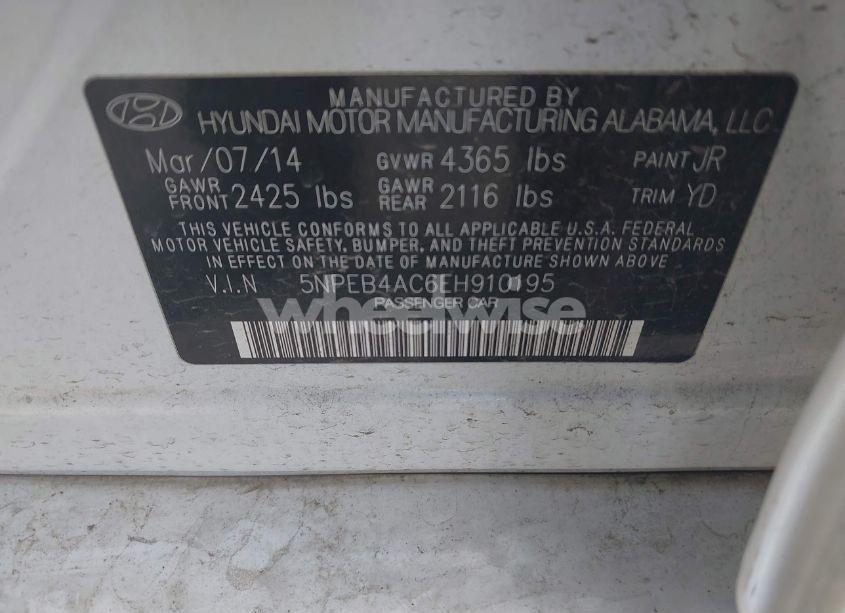 MANUFACTURED BY
HYUNDAI MOTOR MANUFACTURING ALABAMA, LLC
Mar/07/14 GVWR 4365 lbs PAINT JR
GAWR FRONT 2425 lbs GAWR REAR 2116 lbs TRIM YD
THIS VEHICLE CONFORMS TO ALL APPLICABLE U.S.A. FEDERAL
MOTOR VEHICLE SAFETY, BUMPER, AND THEFT PREVENTION STANDARDS
IN EFFECT ON THE DATE OF MANUFACTURE SHOWN ABOVE
V.I.N 5NPEB4AC6EH910195
PASSENGER CAR
wheelwise